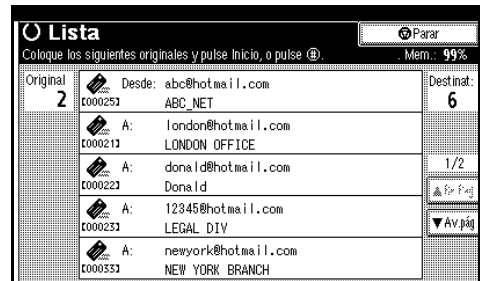 Lista
Parar
Coloque los siguientes originales y pulse Inicio, o pulse #.
Mem.: 99%
Original
2
Desde: abc@hotmail.com
[00025] ABC_NET
A: london@hotmail.com
[00021] LONDON OFFICE
A: donald@hotmail.com
[00022] Donald
A: 12345@hotmail.com
[00023] LEGAL DIV
A: newyork@hotmail.com
[00033] NEW YORK BRANCH
Destinat:
6
1/2
▼Av.pág